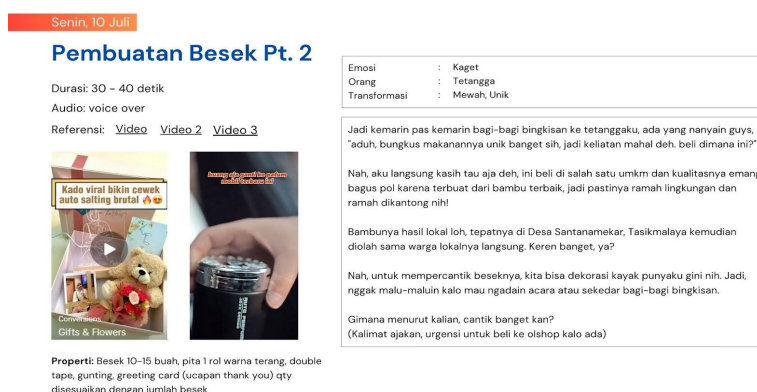 Senin, 10 Juli
Pembuatan Besek Pt. 2
Durasi: 30 - 40 detik
Audio: voice over
Referensi: Video Video 2 Video 3
Kado viral bikin cewek
auto salting brutal 🔥😍
Conventions
Gifts & Flowers
buang aja ganti ke parfum
mobil terbaru ini
Properti: Besek 10-15 buah, pita 1 rol warna terang, double
tape, gunting, greeting card (ucapan thank you) qty
disesuaikan dengan jumlah besek
Emosi : Kaget
Orang : Tetangga
Transformasi : Mewah, Unik
Jadi kemarin pas kemarin bagi-bagi bingkisan ke tetanggaku, ada yang nanyain guys,
"aduh, bungkus makanannya unik banget sih, jadi keliatan mahal deh. beli dimana ini?"
Nah, aku langsung kasih tau aja deh, ini beli di salah satu umkm dan kualitasnya emang
bagus pol karena terbuat dari bambu terbaik, jadi pastinya ramah lingkungan dan
ramah dikantong nih!
Bambunya hasil lokal loh, tepatnya di Desa Santanamekar, Tasikmalaya kemudian
diolah sama warga lokalnya langsung. Keren banget, ya?
Nah, untuk mempercantik beseknya, kita bisa dekorasi kayak punyaku gini nih. Jadi,
nggak malu-maluin kalo mau ngadain acara atau sekedar bagi-bagi bingkisan.
Gimana menurut kalian, cantik banget kan?
(Kalimat ajakan, urgensi untuk beli ke olshop kalo ada)